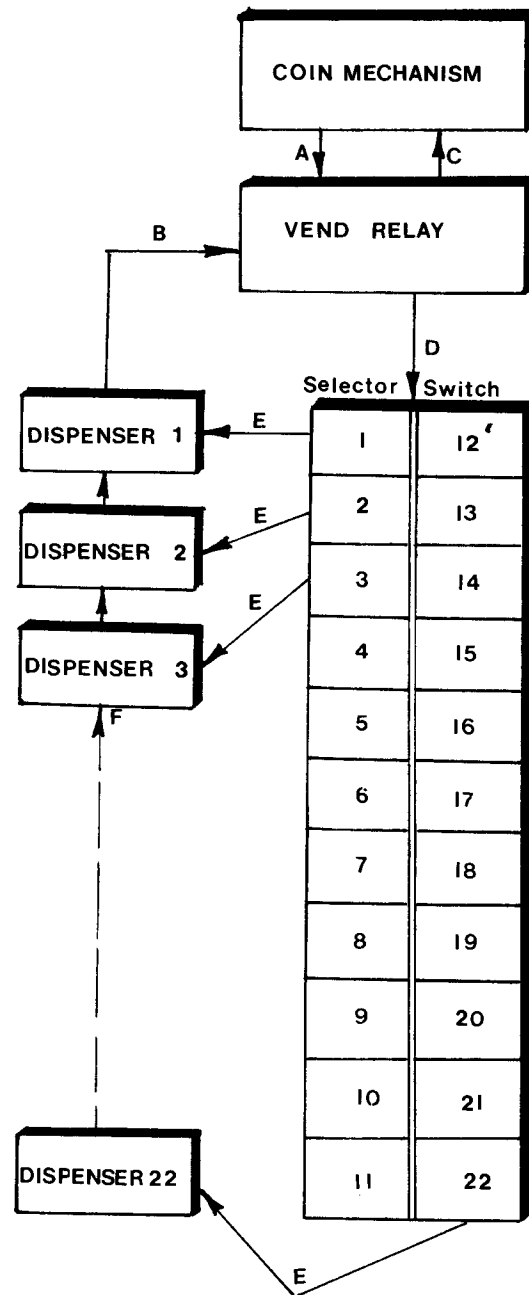 COIN MECHANISM
A C
VEND RELAY
B
D
Selector Switch
DISPENSER 1
E
1 12
DISPENSER 2
E
2 13
DISPENSER 3
E
3 14
4 15
F
5 16
6 17
7 18
8 19
9 20
10 21
DISPENSER 22
11 22
E